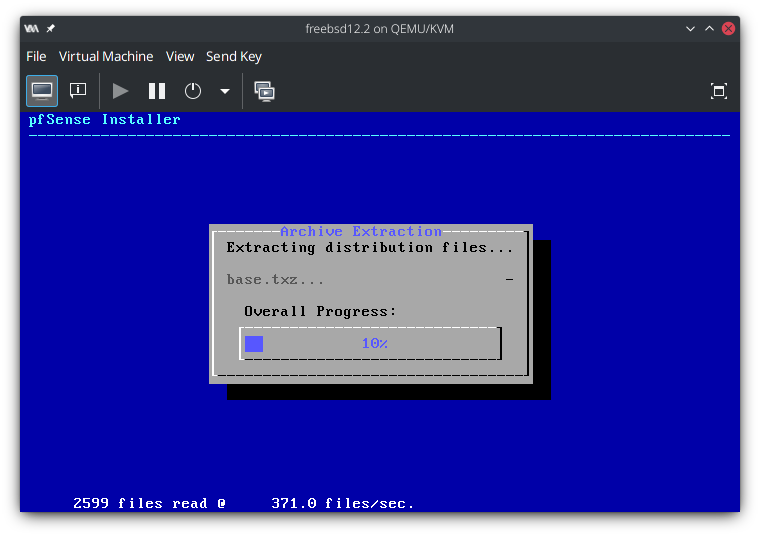 freebsd12.2 on QEMU/KVM
File Virtual Machine View Send Key
pfSense Installer
Archive Extraction
Extracting distribution files...
base.txz... -
Overall Progress:
10%
2599 files read @ 371.0 files/sec.